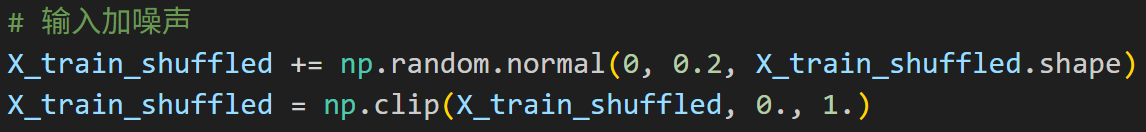 # 输入加噪声
X_train_shuffled += np.random.normal(0, 0.2, X_train_shuffled.shape)
X_train_shuffled = np.clip(X_train_shuffled, 0., 1.)